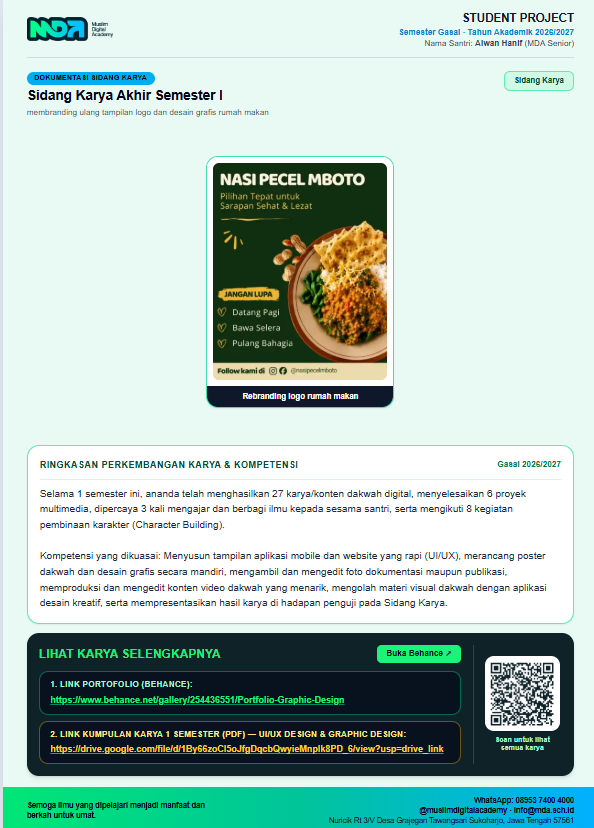 MDA
Muslim
Digital
Academy
STUDENT PROJECT
Semester Gasal - Tahun Akademik 2026/2027
Nama Santri: Alwan Hanif (MDA Senior)
DOKUMENTASI SIDANG KARYA
Sidang Karya
Sidang Karya Akhir Semester I
membranding ulang tampilan logo dan desain grafis rumah makan
NASI PECEL MBOTO
Pilihan Tepat untuk
Sarapan Sehat & Lezat
JANGAN LUPA
Datang Pagi
Bawa Selera
Pulang Bahagia
Follow kami di @nasipecelmboto
Rebranding logo rumah makan
RINGKASAN PERKEMBANGAN KARYA & KOMPETENSI
Gasal 2026/2027
Selama 1 semester ini, ananda telah menghasilkan 27 karya/konten dakwah digital, menyelesaikan 6 proyek
multimedia, dipercaya 3 kali mengajar dan berbagi ilmu kepada sesama santri, serta mengikuti 8 kegiatan
pembinaan karakter (Character Building).
Kompetensi yang dikuasai: Menyusun tampilan aplikasi mobile dan website yang rapi (UI/UX), merancang poster
dakwah dan desain grafis secara mandiri, mengambil dan mengedit foto dokumentasi maupun publikasi,
memproduksi dan mengedit konten video dakwah yang menarik, mengolah materi visual dakwah dengan aplikasi
desain kreatif, serta mempresentasikan hasil karya di hadapan penguji pada Sidang Karya.
LIHAT KARYA SELENGKAPNYA
Buka Behance ↗
1. LINK PORTOFOLIO (BEHANCE):
https://www.behance.net/gallery/254436551/Portfolio-Graphic-Design
2. LINK KUMPULAN KARYA 1 SEMESTER (PDF) — UI/UX DESIGN & GRAPHIC DESIGN:
https://drive.google.com/file/d/1By66zoCl5oJfgDqcbQwyieMnplk8PD_6/view?usp=drive_link
Scan untuk lihat
semua karya
Semoga ilmu yang dipelajari menjadi manfaat dan
berkah untuk umat.
WhatsApp: 08953 7400 4000
@muslimdigitalacademy - info@mda.sch.id
Nuricik Rt 3/V Desa Grajegan Tawangsari Sukoharjo, Jawa Tengah 57561